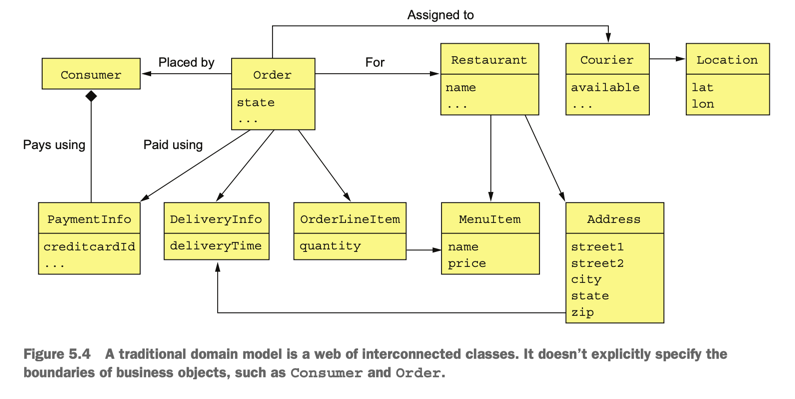 Assigned to
Consumer
Placed by
Order
state
...
For
Restaurant
name
...
Courier
available
...
Location
lat
lon
Pays using
Paid using
PaymentInfo
creditcardId
...
DeliveryInfo
deliveryTime
OrderLineItem
quantity
MenuItem
name
price
Address
street1
street2
city
state
zip
Figure 5.4 A traditional domain model is a web of interconnected classes. It doesn't explicitly specify the
boundaries of business objects, such as Consumer and Order.